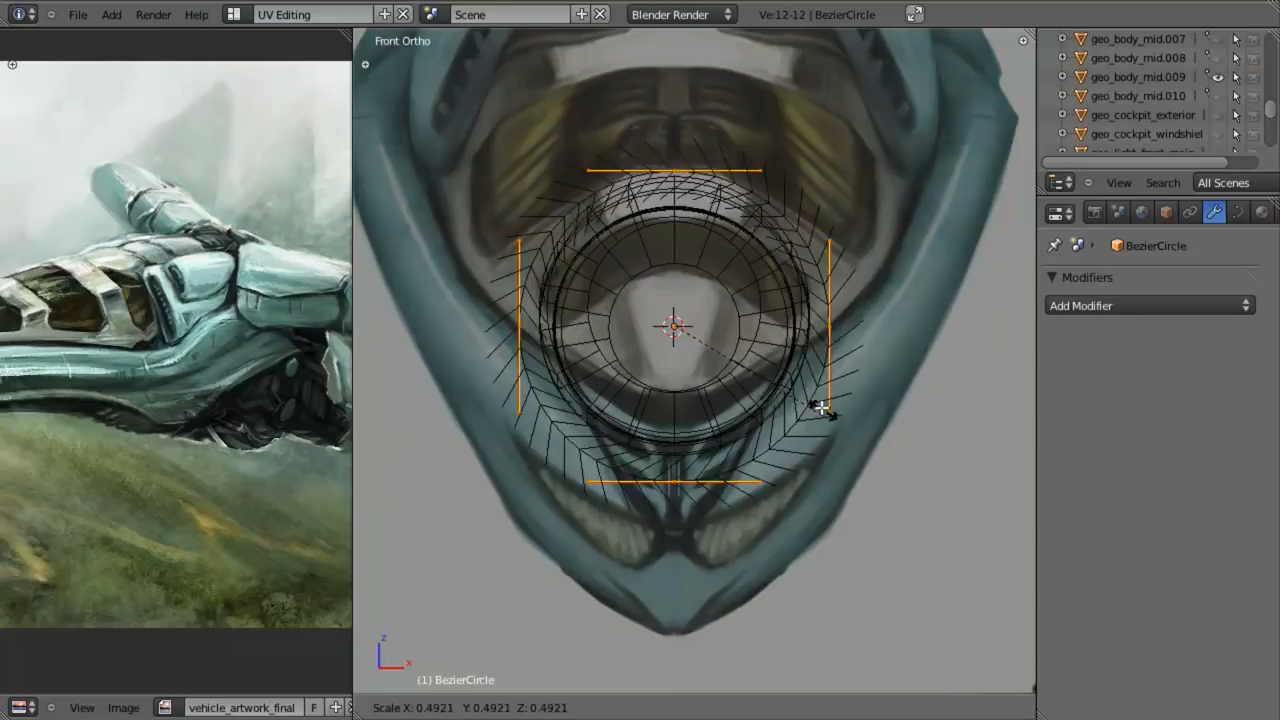 File Add Render Help UV Editing Scene Blender Render Ve:12-12 | BezierCircle
Front Ortho
geo_body_mid.007
geo_body_mid.008
geo_body_mid.009
geo_body_mid.010
geo_cockpit_exterior
geo_cockpit_windshiel
View Search All Scenes
BezierCircle
Modifiers
Add Modifier
z
x
(1) BezierCircle
View Image vehicle_artwork_final F
Scale X: 0.4921 Y: 0.4921 Z: 0.4921